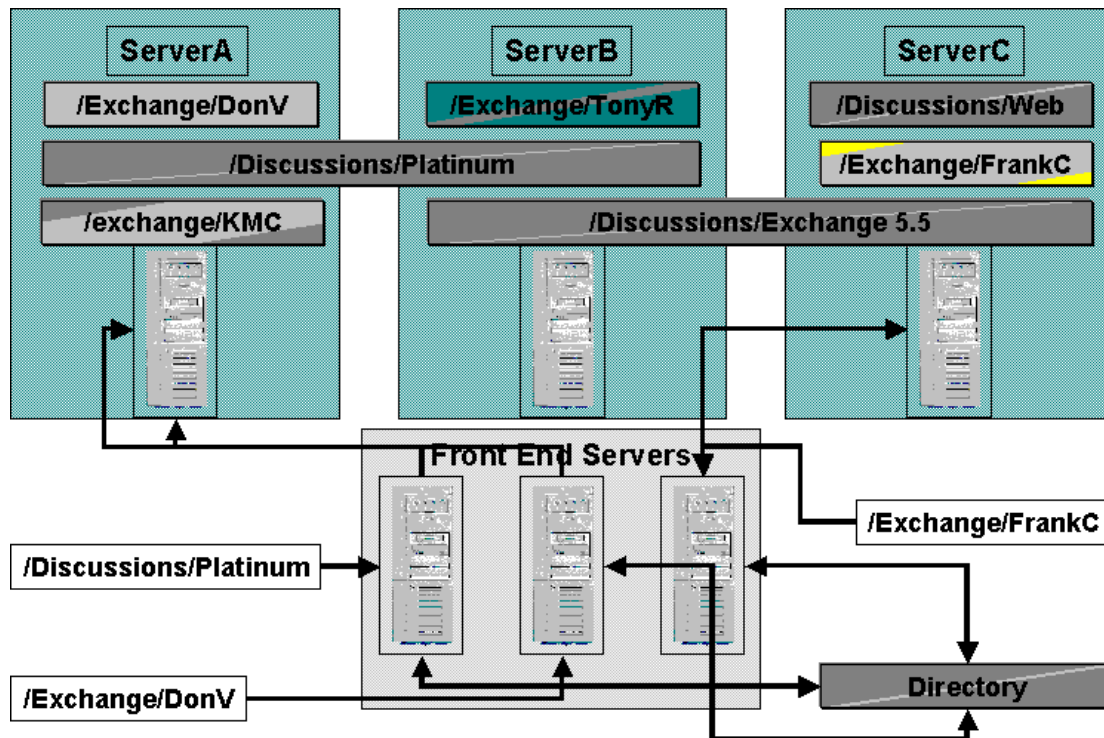 ServerA
ServerB
ServerC
/Exchange/DonV
/Exchange/TonyR
/Discussions/Web
/Discussions/Platinum
/Exchange/FrankC
/exchange/KMC
/Discussions/Exchange 5.5
Front End Servers
/Exchange/FrankC
/Discussions/Platinum
/Exchange/DonV
Directory